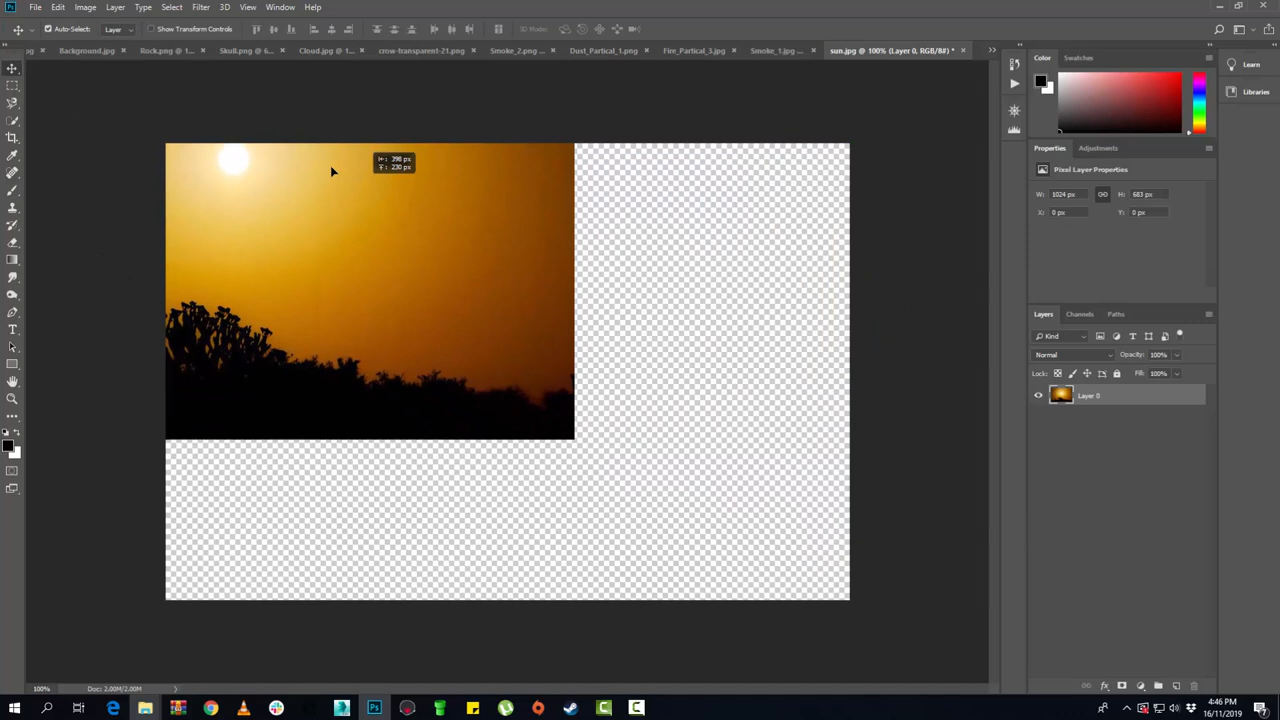 Ps File Edit Image Layer Type Select Filter 3D View Window Help
Auto-Select: Layer Show Transform Controls 3D Mode:
Background.jpg × Rock.png @ 1... × Skull.png @ 6... × Cloud.jpg @ 1... × crow-transparent-21.png Smoke_2.png ... × Dust_Partical_1.png Fire_Partical_3.jpg × Smoke_1.jpg ... × sun.jpg @ 100% (Layer 0, RGB/8#) * ×
Color Swatches
Learn
Libraries
398 px
230 px
Properties Adjustments
Pixel Layer Properties
W: 1024 px H: 683 px
X: 0 px Y: 0 px
Layers Channels Paths
Kind
Normal Opacity: 100%
Lock: Fill: 100%
Layer 0
100% Doc: 2.00M/2.00M
4:46 PM
16/11/2019